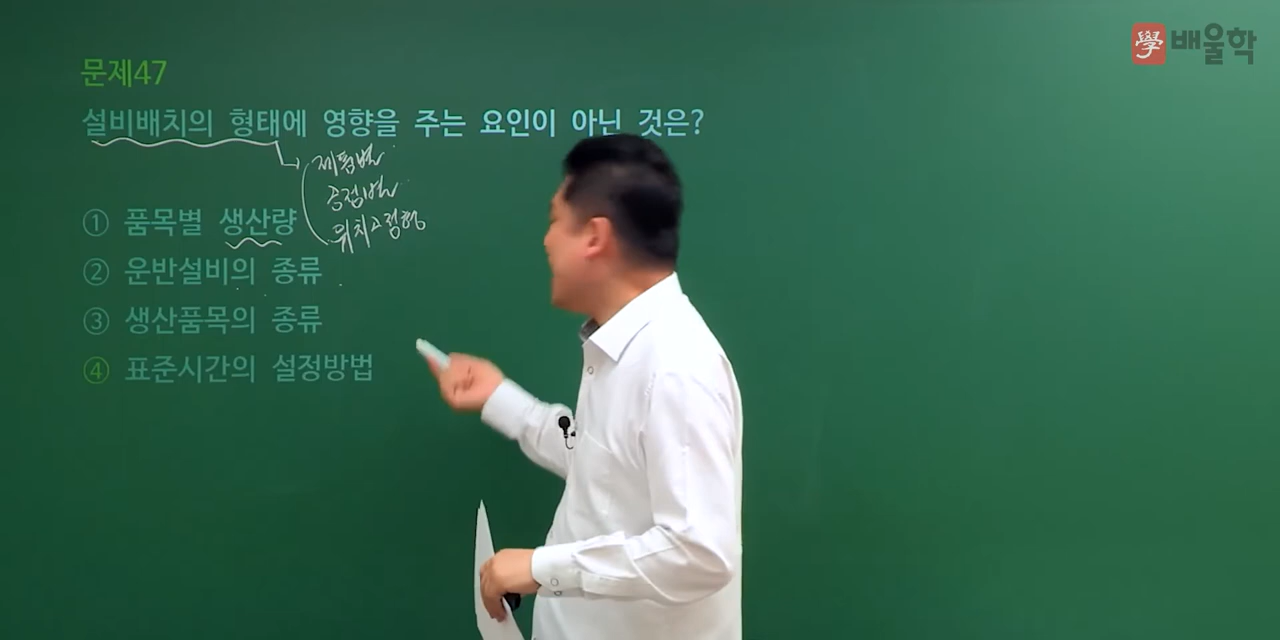 學 배울학
문제47
설비배치의 형태에 영향을 주는 요인이 아닌 것은?
제품별
공정별
위치고정형
① 품목별 생산량
② 운반설비의 종류
③ 생산품목의 종류
④ 표준시간의 설정방법